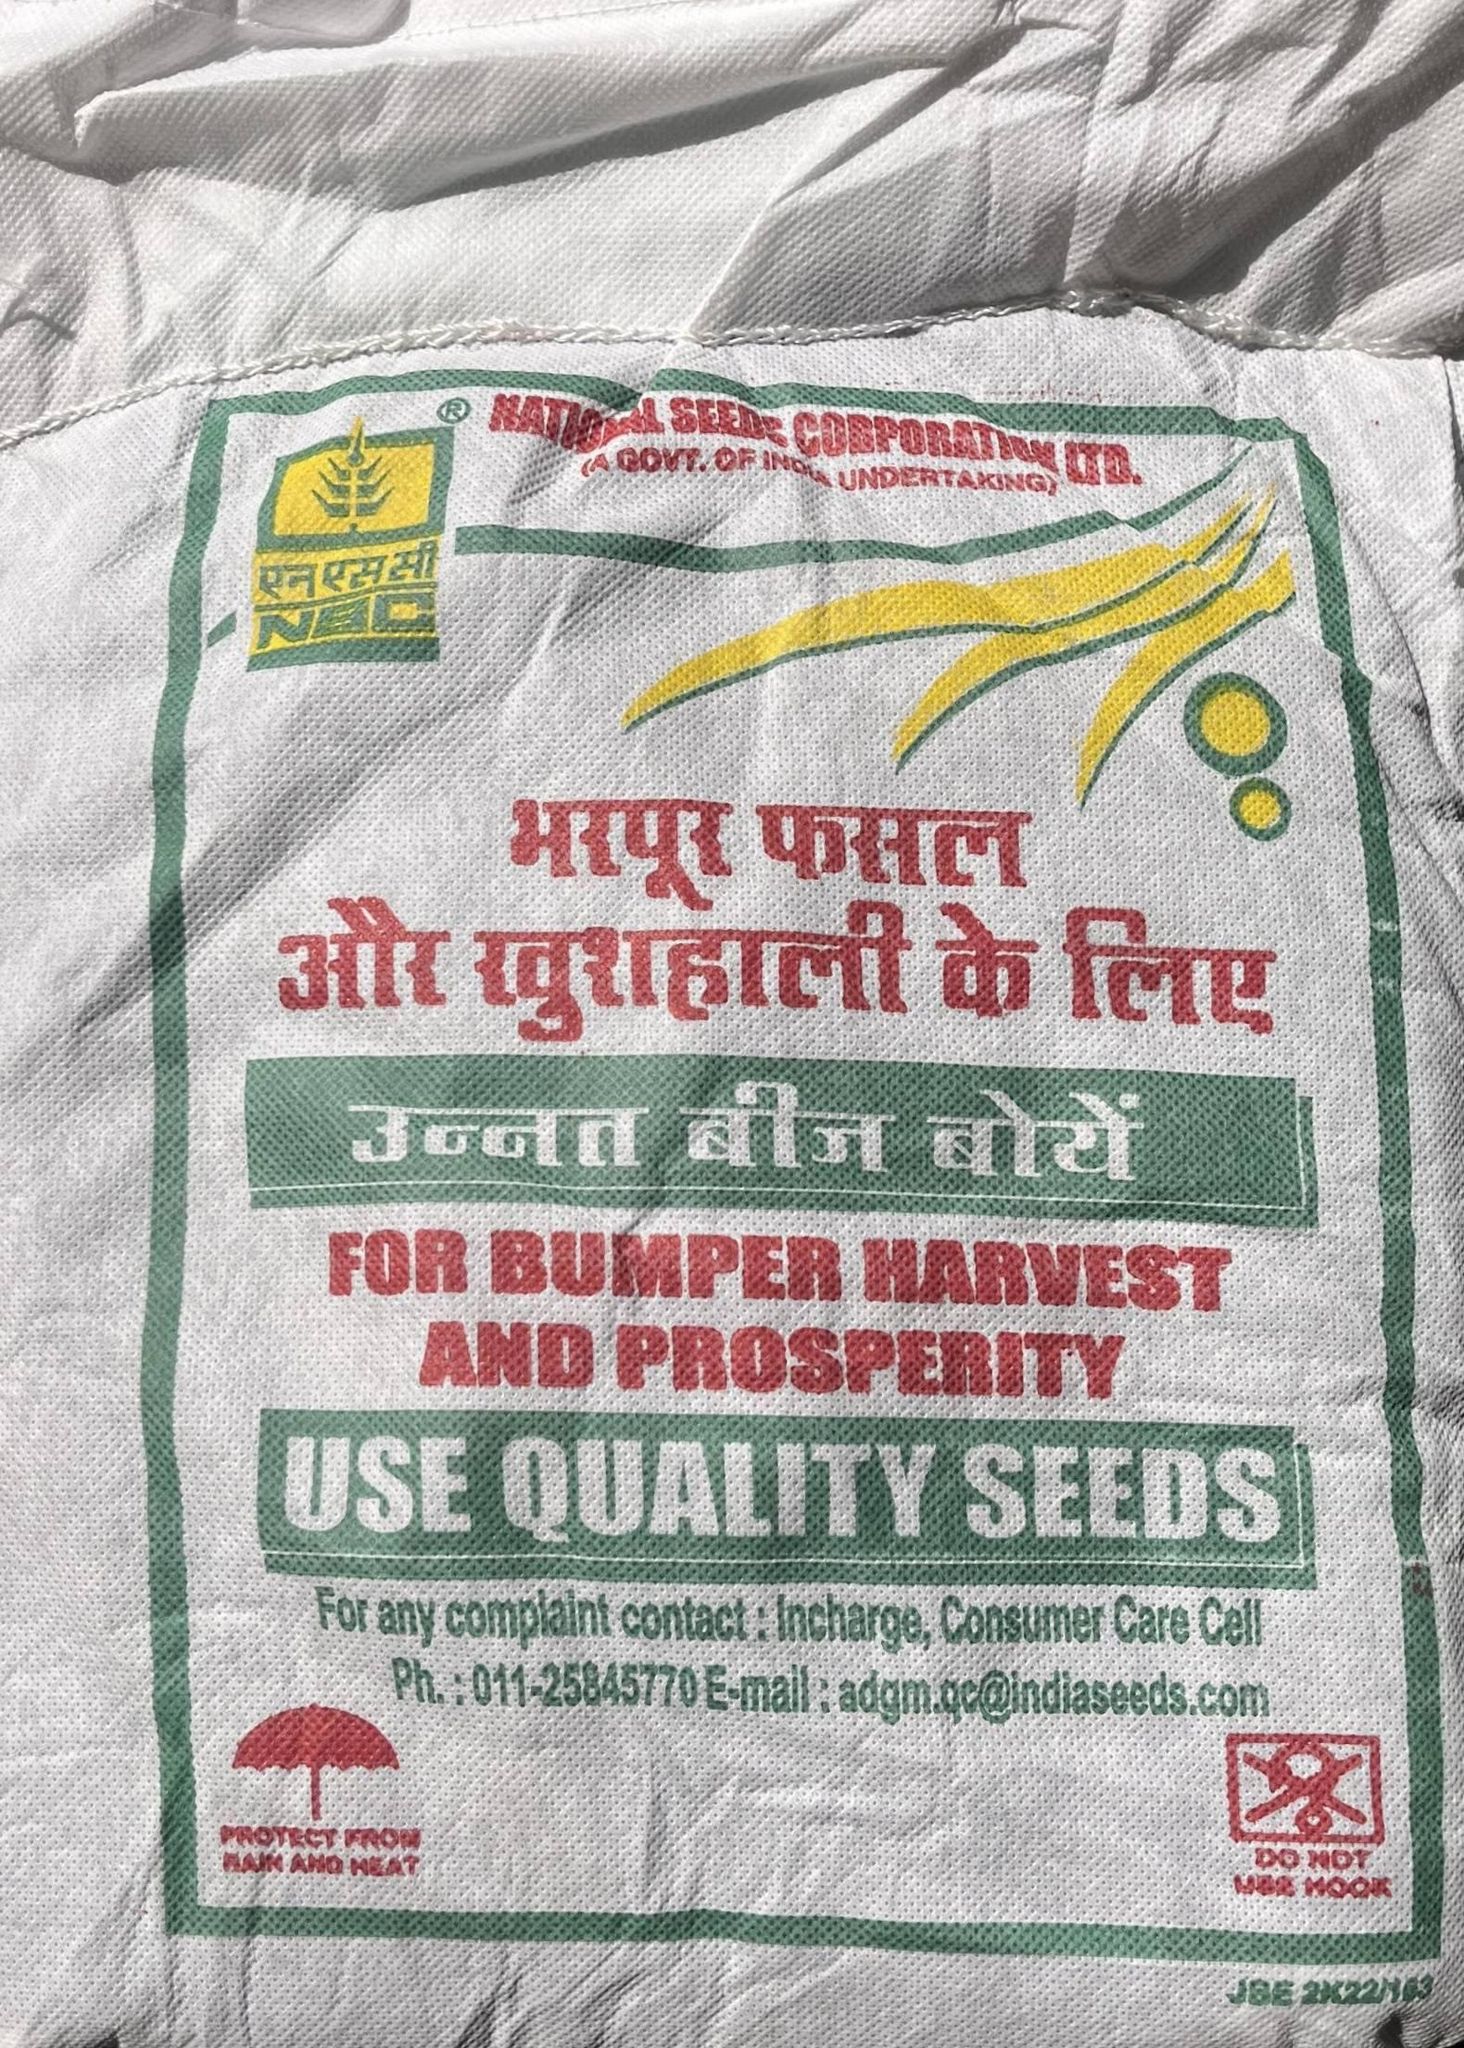 ® NATIONAL SEEDS CORPORATION LTD.
(A GOVT. OF INDIA UNDERTAKING)
एन एस सी
NSC
भरपूर फसल
और खुशहाली के लिए
उन्नत बीज बोयें
FOR BUMPER HARVEST
AND PROSPERITY
USE QUALITY SEEDS
For any complaint contact : Incharge, Consumer Care Cell
Ph. : 011-25845770 E-mail : adgm.qc@indiaseeds.com
PROTECT FROM
RAIN AND HEAT
DO NOT
USE HOOK
JBE